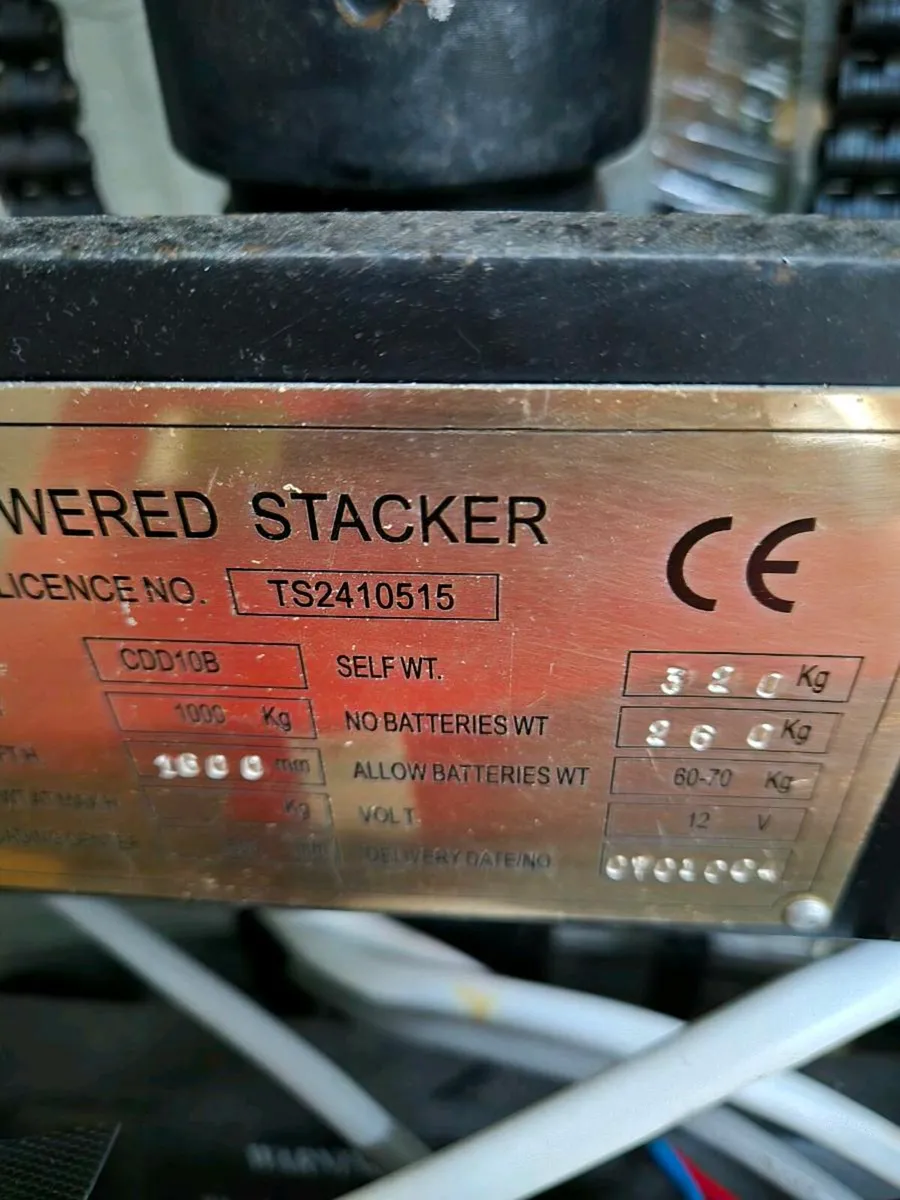 WERED STACKER
CE
LICENCE NO. TS2410515
CDD10B SELF WT. 320 Kg
1000 Kg NO BATTERIES WT 260 Kg
1600 mm ALLOW BATTERIES WT 60-70 Kg
Kg VOLT. 12 V
DELIVERY DATE/NO